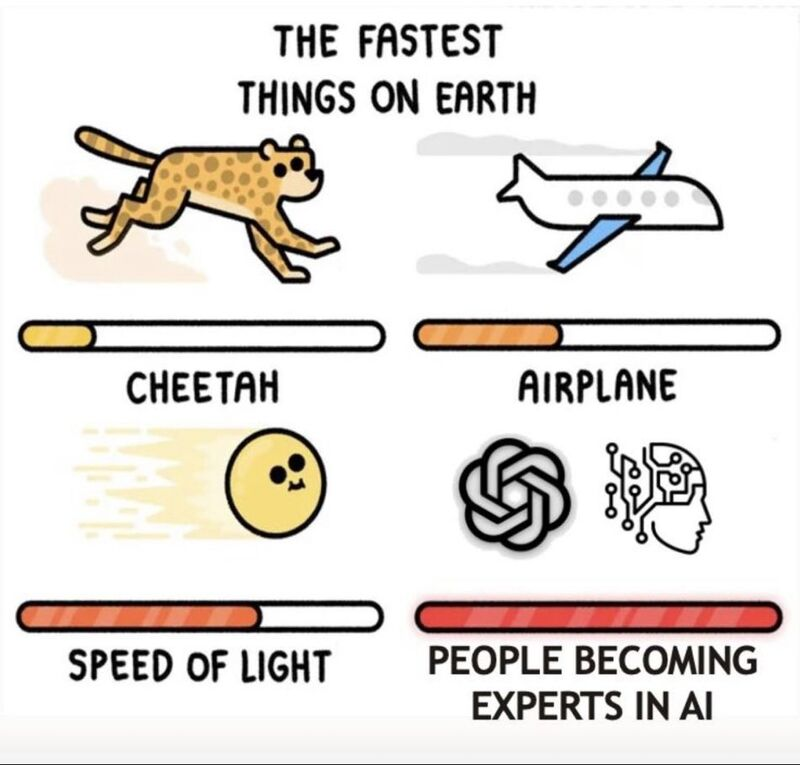 THE FASTEST
THINGS ON EARTH
CHEETAH
AIRPLANE
SPEED OF LIGHT
PEOPLE BECOMING
EXPERTS IN AI